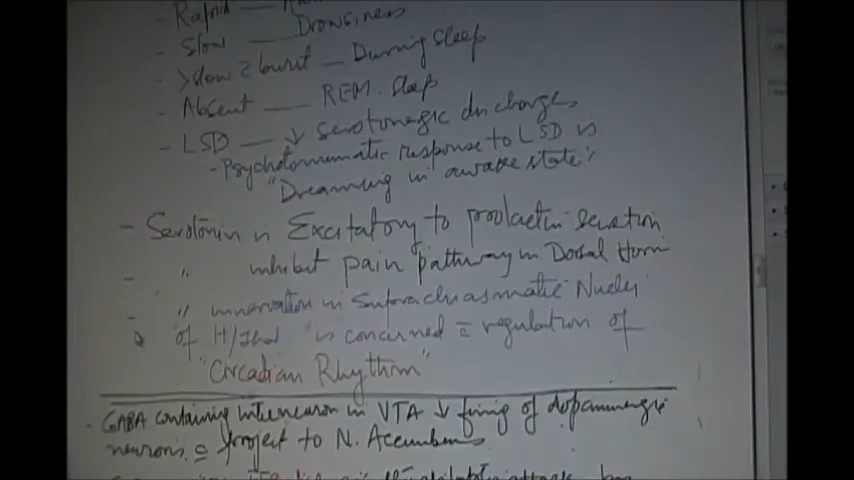 - Rapid —
- Slow — Drowsiness
- >slow c̄ burst — During sleep
- Absent — REM. sleep
- LSD — ↓ serotonergic discharges
- Psychotomimatic response to LSD is
"Dreaming in awake state"
- Serotonin is Excitatory to prolactin secretion
- " inhibit pain pathway in Dorsal Horn
- " innervation in Suprachiasmatic Nuclei
of H/thal is concerned c̄ regulation of
"Circadian Rhythm"
- GABA containing interneuron in VTA ↓ firing of dopaminergic
neurons project to N. Accumbens